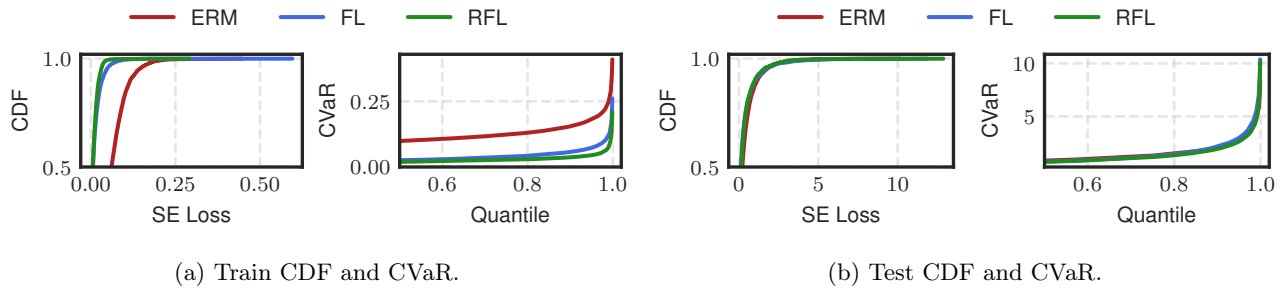 ERM FL RFL
CDF
1.0
0.5
0.00 0.25 0.50
SE Loss
CVaR
0.25
0.00
0.6 0.8 1.0
Quantile
(a) Train CDF and CVaR.
ERM FL RFL
CDF
1.0
0.5
0 5 10
SE Loss
CVaR
10
5
0.6 0.8 1.0
Quantile
(b) Test CDF and CVaR.